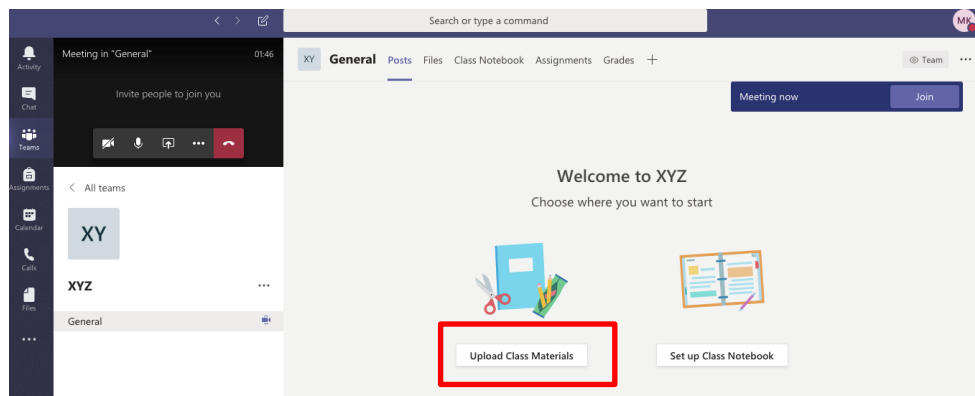 Search or type a command
MK
Activity
Chat
Teams
Assignments
Calendar
Calls
Files
Meeting in "General"
01:46
Invite people to join you
All teams
XY
XYZ
General
XY
General Posts Files Class Notebook Assignments Grades
Team
Meeting now
Join
Welcome to XYZ
Choose where you want to start
Upload Class Materials
Set up Class Notebook